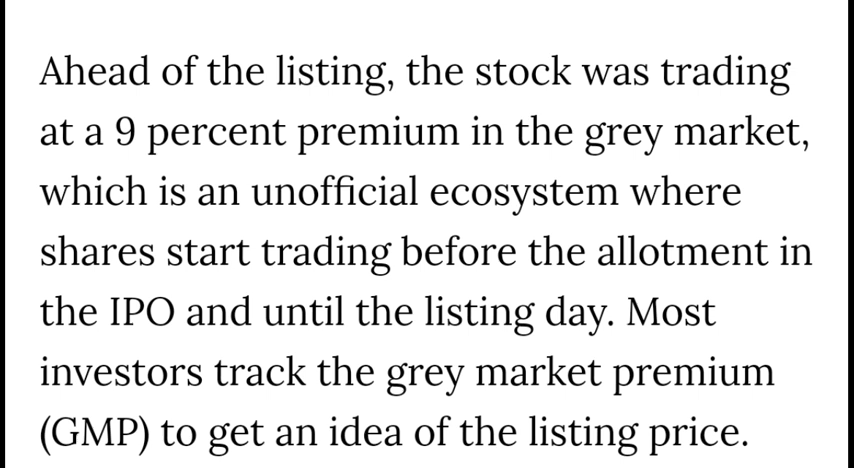 Ahead of the listing, the stock was trading
at a 9 percent premium in the grey market,
which is an unofficial ecosystem where
shares start trading before the allotment in
the IPO and until the listing day. Most
investors track the grey market premium
(GMP) to get an idea of the listing price.